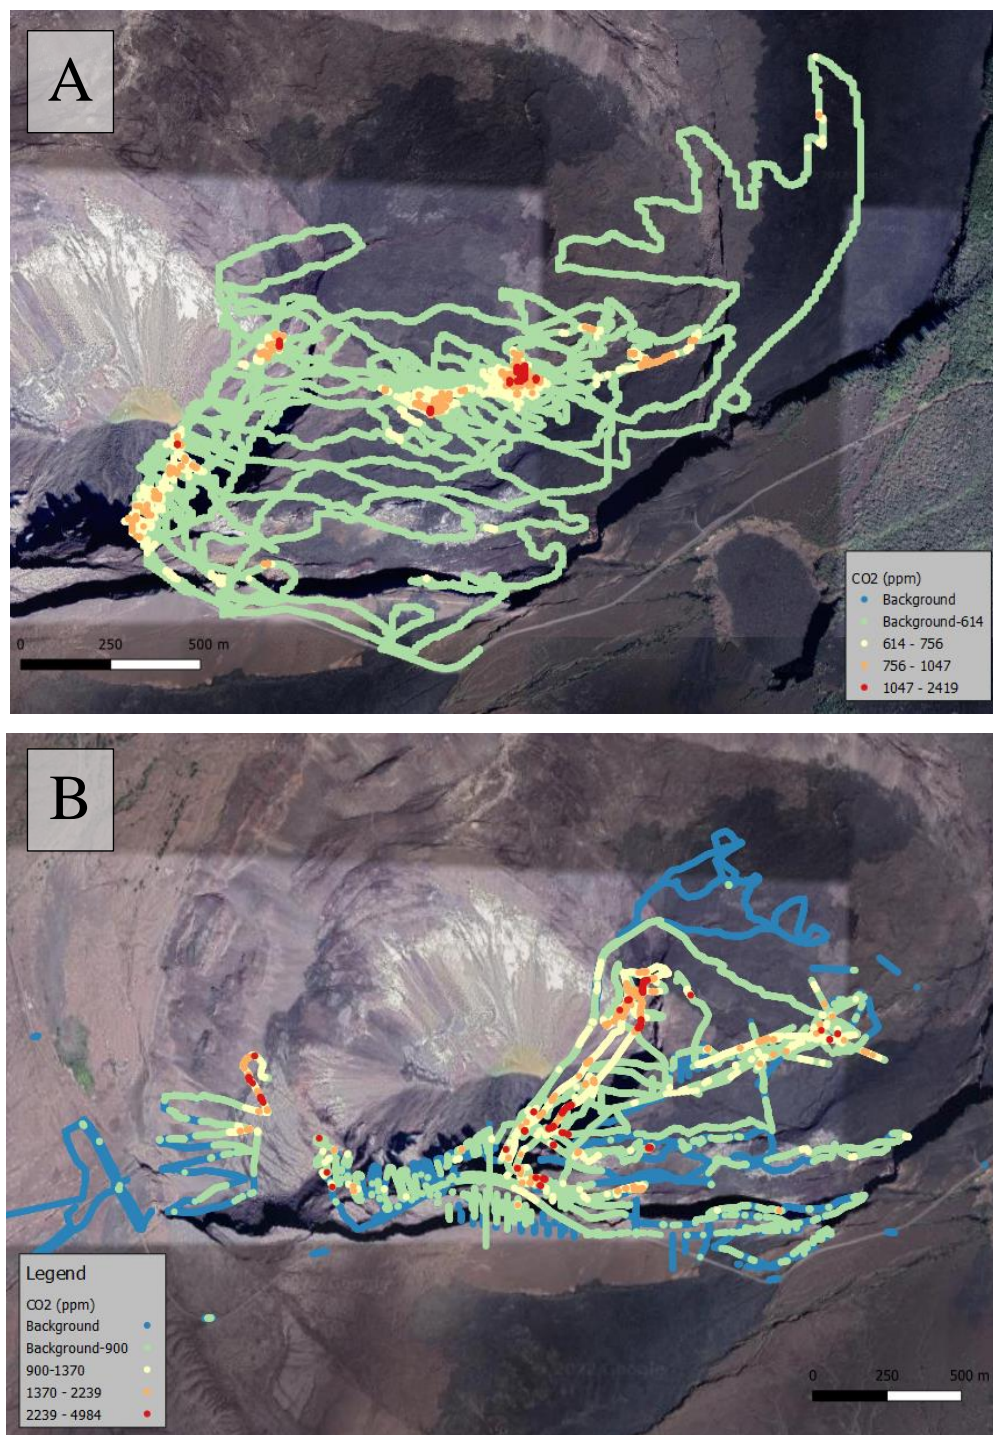 A
CO2 (ppm)
Background
Background-614
614 - 756
756 - 1047
1047 - 2419
0 250 500 m
B
Legend
CO2 (ppm)
Background
Background-900
900-1370
1370 - 2239
2239 - 4984
0 250 500 m